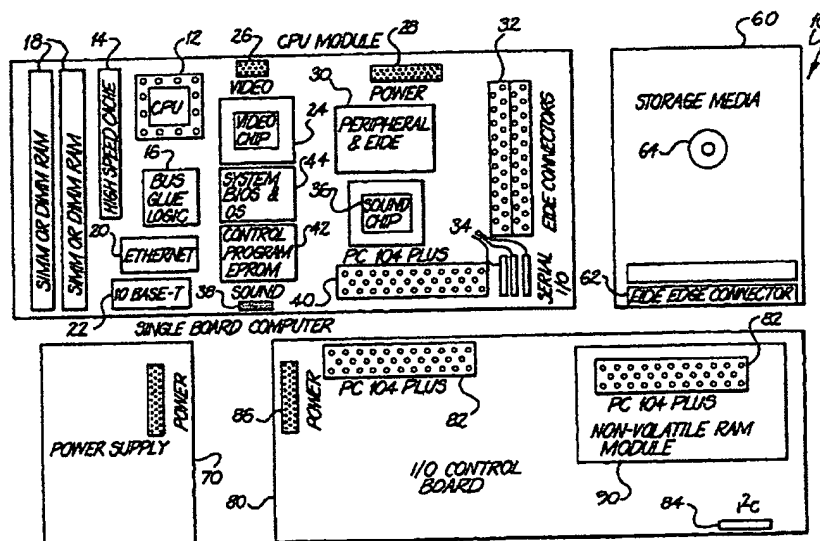 CPU MODULE
18
14
12
26
28
32
60
10
SIMM OR DIMM RAM
SIMM OR DIMM RAM
HIGH SPEED CACHE
CPU
VIDEO
VIDEO CHIP
24
POWER
30
PERIPHERAL & EIDE
EIDE CONNECTORS
STORAGE MEDIA
64
16
BUS GLUE LOGIC
SYSTEM BIOS & OS
44
36
SOUND CHIP
34
20
ETHERNET
CONTROL PROGRAM EPROM
42
PC 104 PLUS
40
SERIAL I/O
22
10 BASE-T
SOUND
38
62
EIDE EDGE CONNECTOR
SINGLE BOARD COMPUTER
POWER
POWER SUPPLY
70
86
POWER
PC 104 PLUS
82
82
PC 104 PLUS
NON-VOLATILE RAM MODULE
90
I/O CONTROL BOARD
80
84
I²C